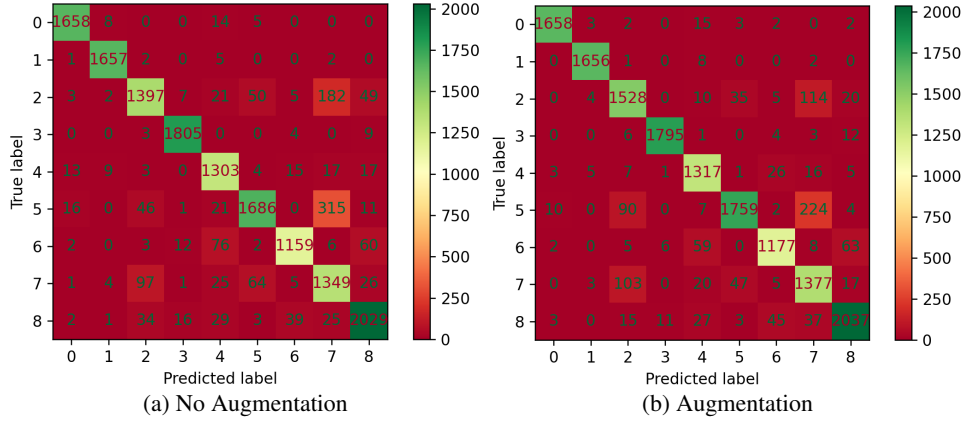 0 1658 3 2 0 14 5 0 2 0
1 1 1657 2 0 5 0 0 2 0
2 3 2 1397 7 21 50 5 182 49
3 0 0 3 1805 0 0 4 0 9
4 13 9 3 1 1303 4 15 17 17
5 16 0 46 1 21 1686 0 315 11
6 2 0 3 12 76 2 1159 6 60
7 1 4 97 1 25 64 5 1349 26
8 2 1 34 16 29 3 39 25 2029
0 1 2 3 4 5 6 7 8
True label
Predicted label
2000
1750
1500
1250
1000
750
500
250
0
(a) No Augmentation
0 1658 3 2 0 15 3 2 0 2
1 0 1656 1 0 8 0 0 2 0
2 0 4 1528 0 10 35 5 114 20
3 0 0 6 1795 1 0 4 3 12
4 3 5 7 1 1317 1 26 16 5
5 10 0 90 0 7 1759 2 224 4
6 2 0 5 6 59 0 1177 8 63
7 0 3 103 0 20 47 5 1377 17
8 3 0 15 11 27 3 45 37 2037
0 1 2 3 4 5 6 7 8
True label
Predicted label
2000
1750
1500
1250
1000
750
500
250
0
(b) Augmentation